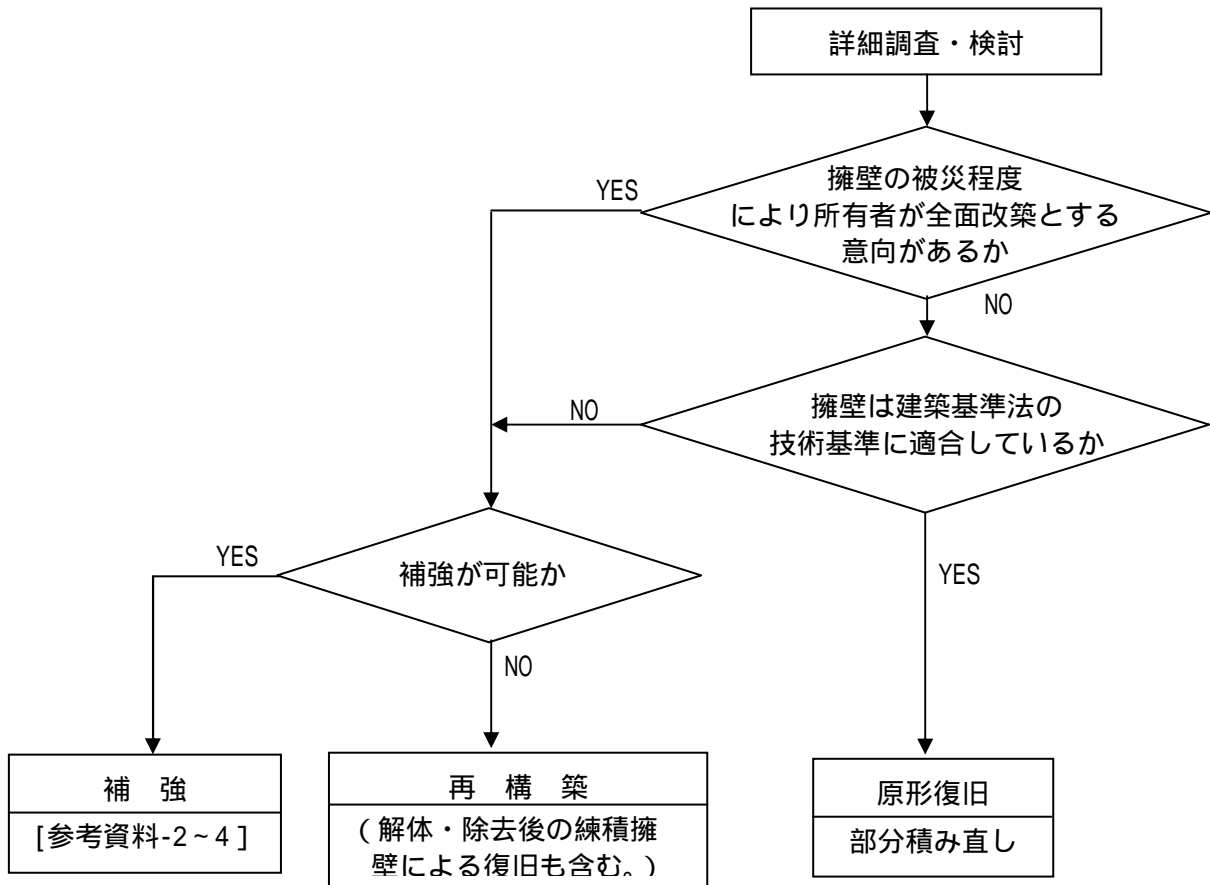 詳細調査・検討
擁壁の被災程度
により所有者が全面改築とする
意向があるか
YES
NO
擁壁は建築基準法の
技術基準に適合しているか
NO
YES
補強が可能か
YES
NO
補　強
[参考資料-2~4]
再　構　築
(解体・除去後の練積擁
壁による復旧も含む。)
原形復旧
部分積み直し